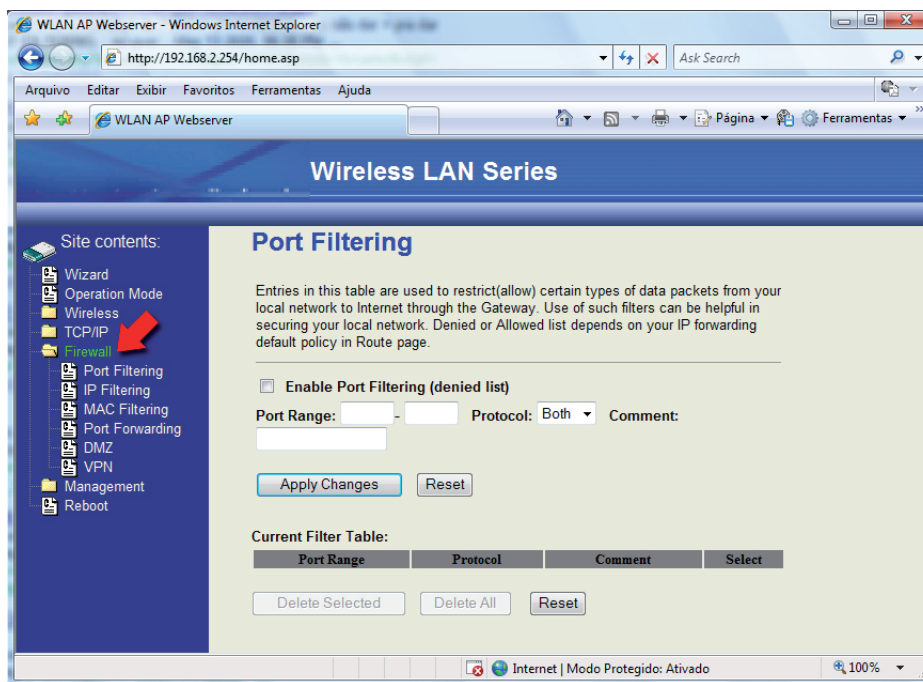 WLAN AP Webserver - Windows Internet Explorer
http://192.168.2.254/home.asp
Ask Search
Arquivo Editar Exibir Favoritos Ferramentas Ajuda
WLAN AP Webserver
Página Ferramentas
Wireless LAN Series
Site contents:
Wizard
Operation Mode
Wireless
TCP/IP
Firewall
Port Filtering
IP Filtering
MAC Filtering
Port Forwarding
DMZ
VPN
Management
Reboot
Port Filtering
Entries in this table are used to restrict(allow) certain types of data packets from your
local network to Internet through the Gateway. Use of such filters can be helpful in
securing your local network. Denied or Allowed list depends on your IP forwarding
default policy in Route page.
Enable Port Filtering (denied list)
Port Range: - Protocol: Both Comment:
Apply Changes Reset
Current Filter Table:
Port Range Protocol Comment Select
Delete Selected Delete All Reset
Internet | Modo Protegido: Ativado 100%